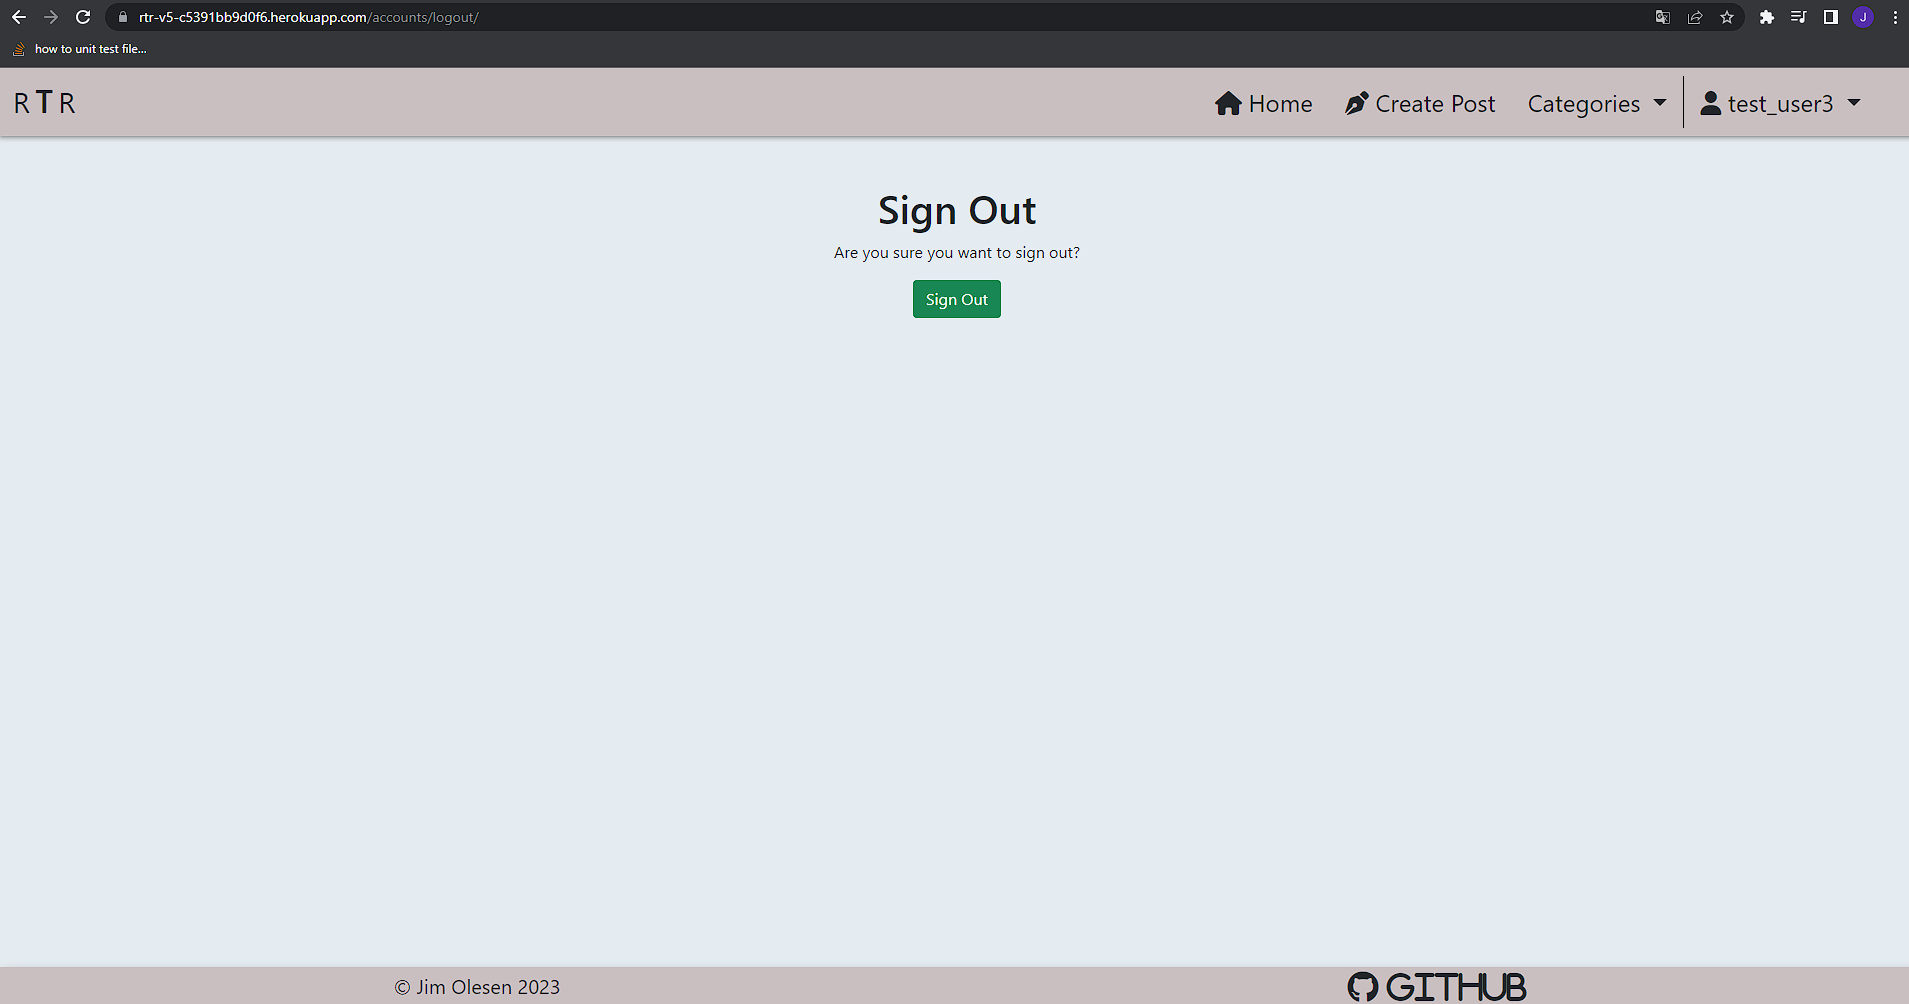 rtr-v5-c5391bb9d0f6.herokuapp.com/accounts/logout/
J
how to unit test file...
R T R
Home
Create Post
Categories
test_user3
Sign Out
Are you sure you want to sign out?
Sign Out
© Jim Olesen 2023
GITHUB